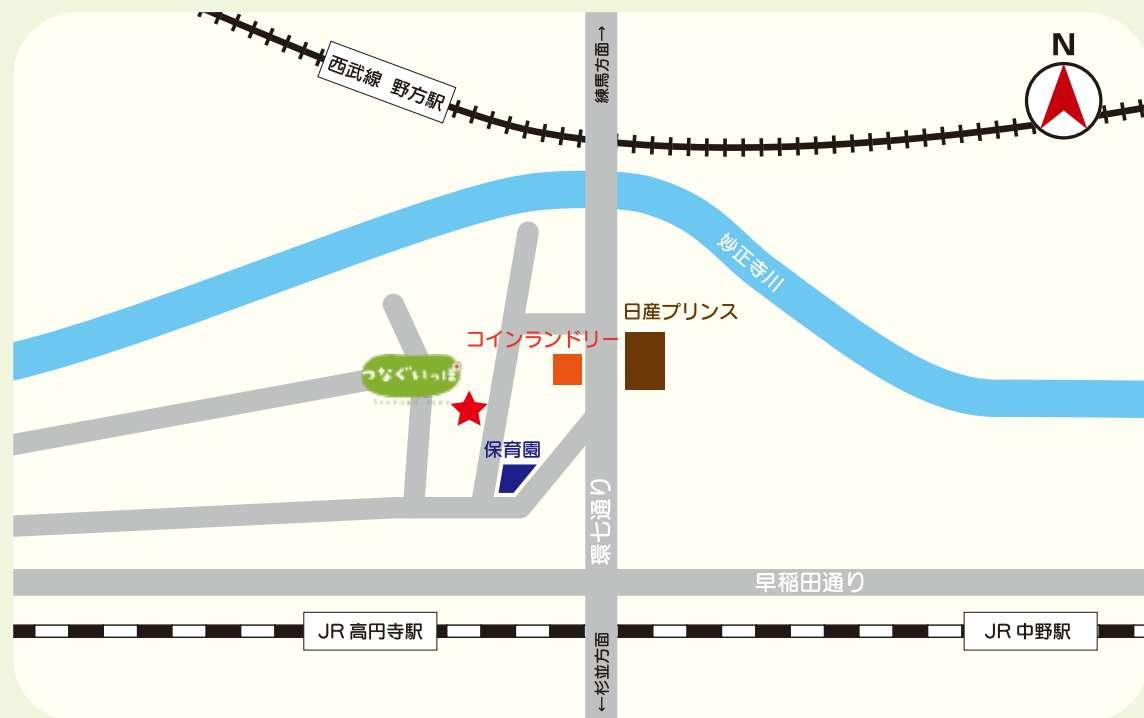 N
練馬方面→
西武線 野方駅
妙正寺川
日産プリンス
コインランドリー
つなぐいっぽ
保育園
環七通り
早稲田通り
JR 高円寺駅
JR 中野駅
←杉並方面